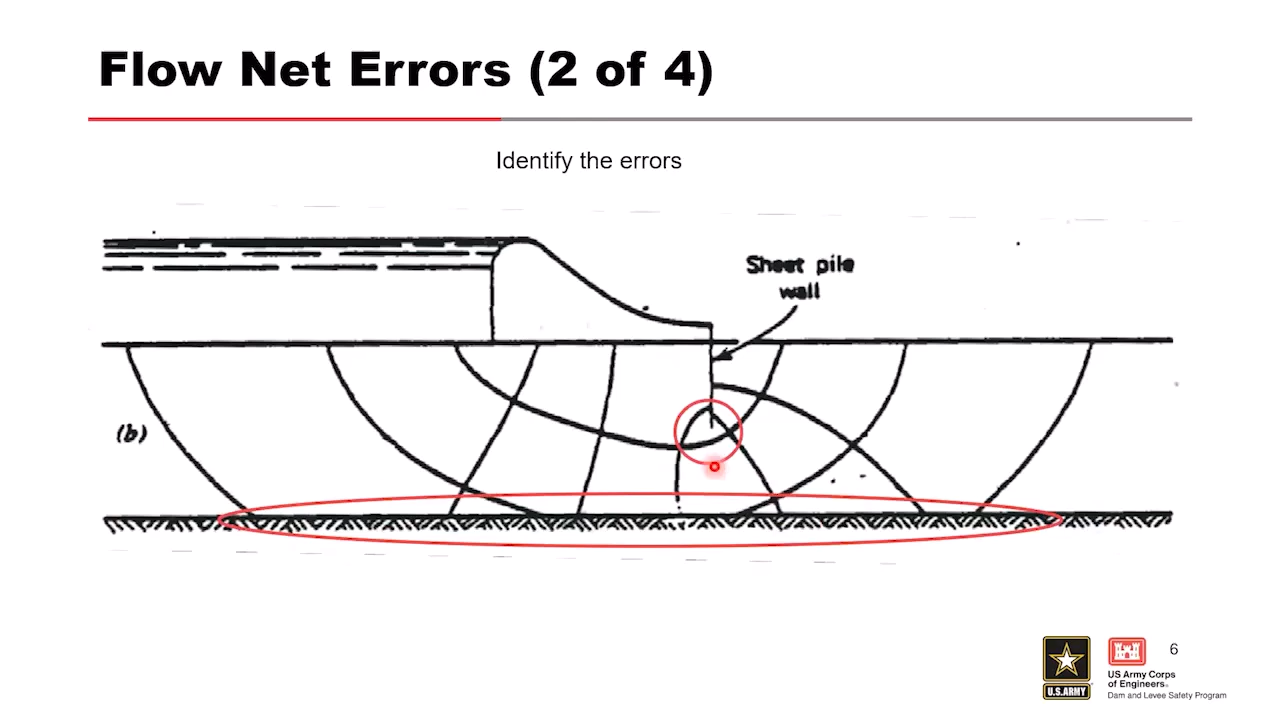 Flow Net Errors (2 of 4)
Identify the errors
Sheet pile
wall
(b)
6
U.S.ARMY
US Army Corps
of Engineers®
Dam and Levee Safety Program